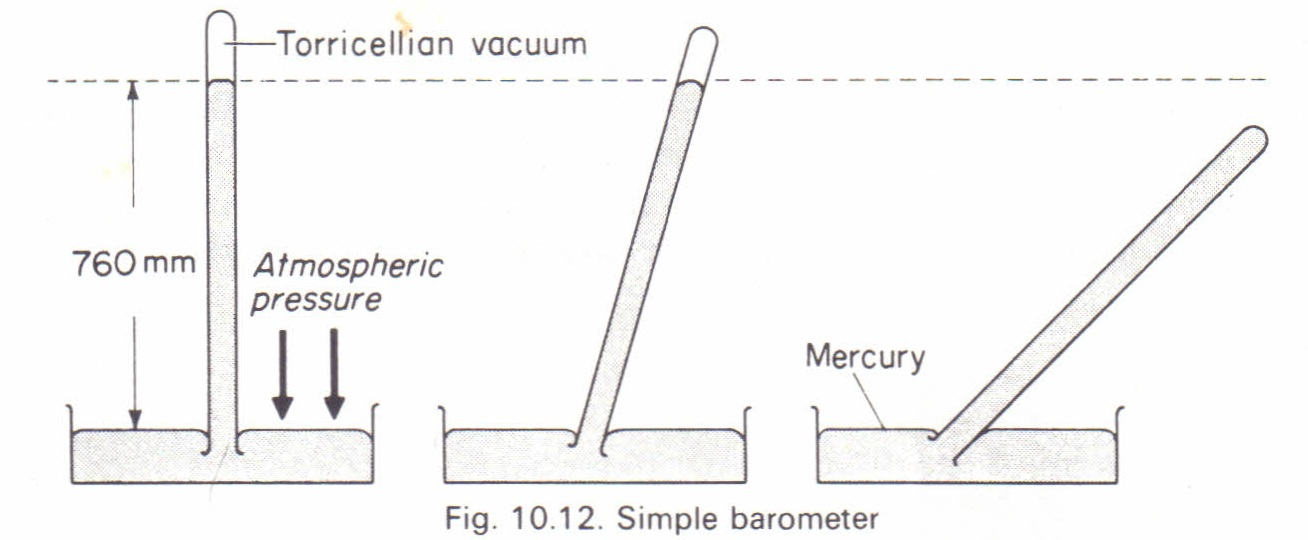 Torricellian vacuum
760 mm
Atmospheric
pressure
Mercury
Fig. 10.12. Simple barometer